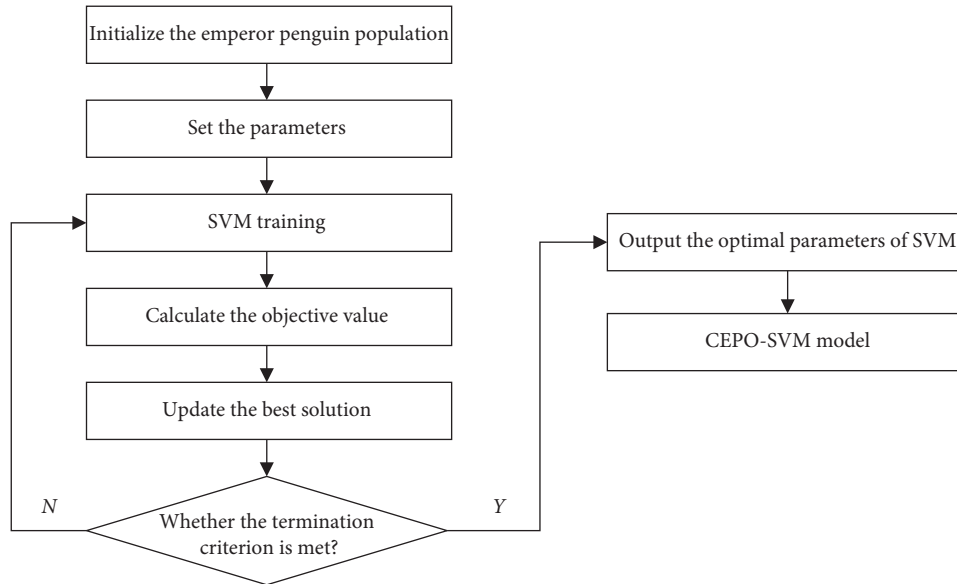 Initialize the emperor penguin population
Set the parameters
SVM training
Calculate the objective value
Update the best solution
Whether the termination
criterion is met?
N
Y
Output the optimal parameters of SVM
CEPO-SVM model